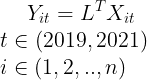 Y_{it} = L^T X_{it}
t ∈ (2019, 2021)
i ∈ (1, 2, .., n)